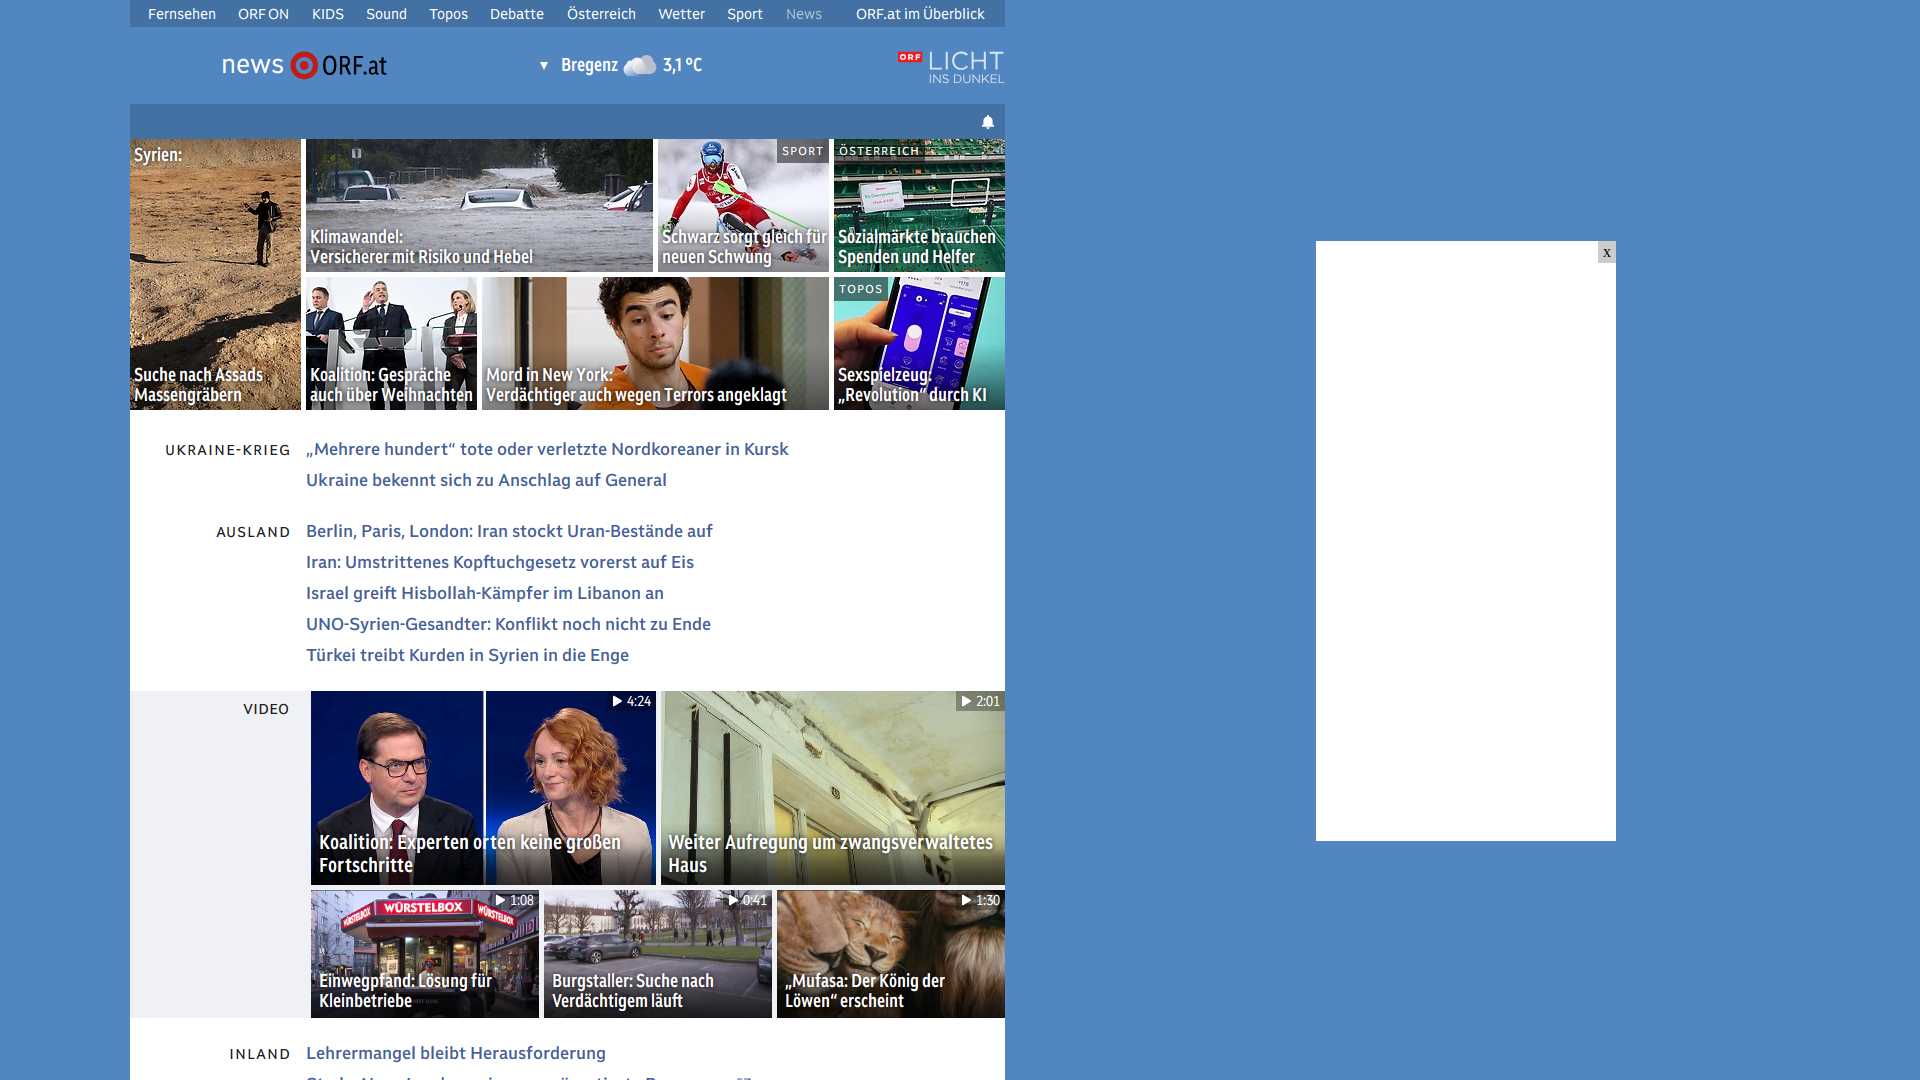 Fernsehen ORF ON KIDS Sound Topos Debatte Österreich Wetter Sport News ORF.at im Überblick
news ORF.at
Bregenz 3,1 °C
ORF LICHT
INS DUNKEL
Syrien:
Suche nach Assads
Massengräbern
Klimawandel:
Versicherer mit Risiko und Hebel
SPORT
Schwarz sorgt gleich für
neuen Schwung
ÖSTERREICH
Sozialmärkte brauchen
Spenden und Helfer
Koalition: Gespräche
auch über Weihnachten
Mord in New York:
Verdächtiger auch wegen Terrors angeklagt
TOPOS
Sexspielzeug:
„Revolution“ durch KI
x
UKRAINE-KRIEG
„Mehrere hundert“ tote oder verletzte Nordkoreaner in Kursk
Ukraine bekennt sich zu Anschlag auf General
AUSLAND
Berlin, Paris, London: Iran stockt Uran-Bestände auf
Iran: Umstrittenes Kopftuchgesetz vorerst auf Eis
Israel greift Hisbollah-Kämpfer im Libanon an
UNO-Syrien-Gesandter: Konflikt noch nicht zu Ende
Türkei treibt Kurden in Syrien in die Enge
VIDEO
4:24
Koalition: Experten orten keine großen
Fortschritte
2:01
Weiter Aufregung um zwangsverwaltetes
Haus
1:08
WÜRSTELBOX WÜRSTELBOX WÜRSTELBOX
Einwegpfand: Lösung für
Kleinbetriebe
0:41
Burgstaller: Suche nach
Verdächtigem läuft
1:30
„Mufasa: Der König der
Löwen“ erscheint
INLAND
Lehrermangel bleibt Herausforderung